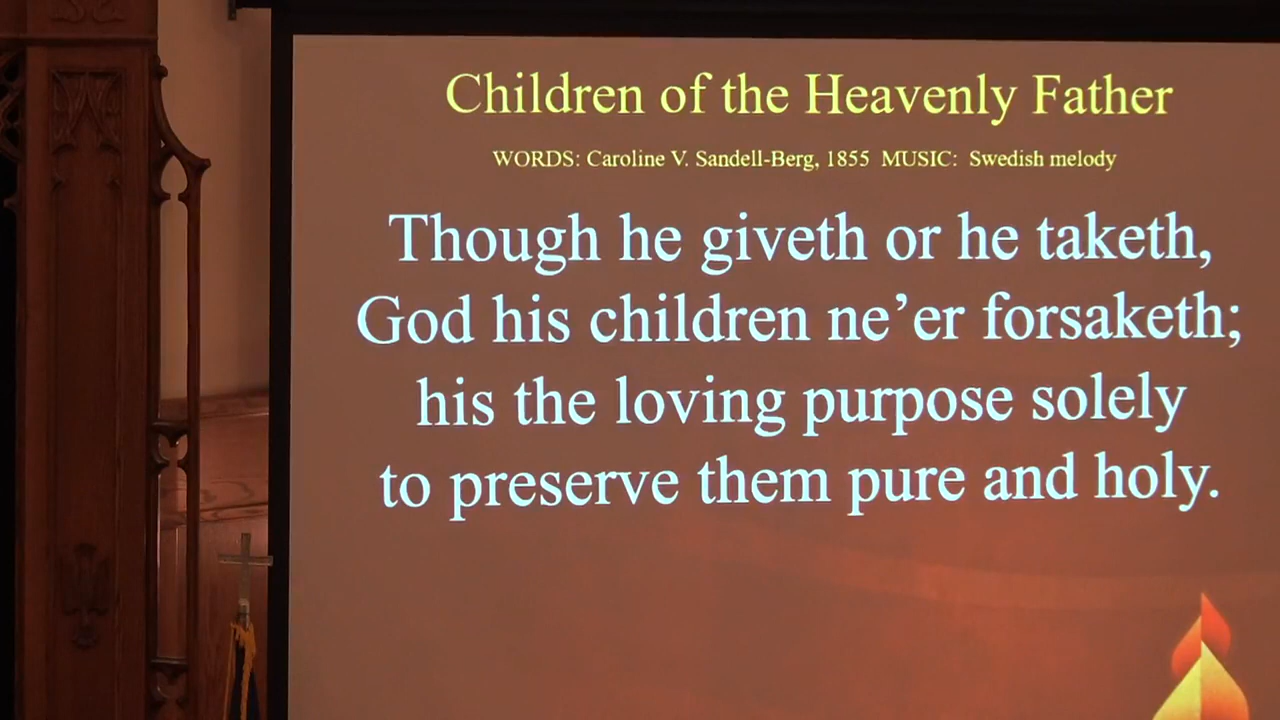 Children of the Heavenly Father
WORDS: Caroline V. Sandell-Berg, 1855 MUSIC: Swedish melody
Though he giveth or he taketh,
God his children ne’er forsaketh;
his the loving purpose solely
to preserve them pure and holy.